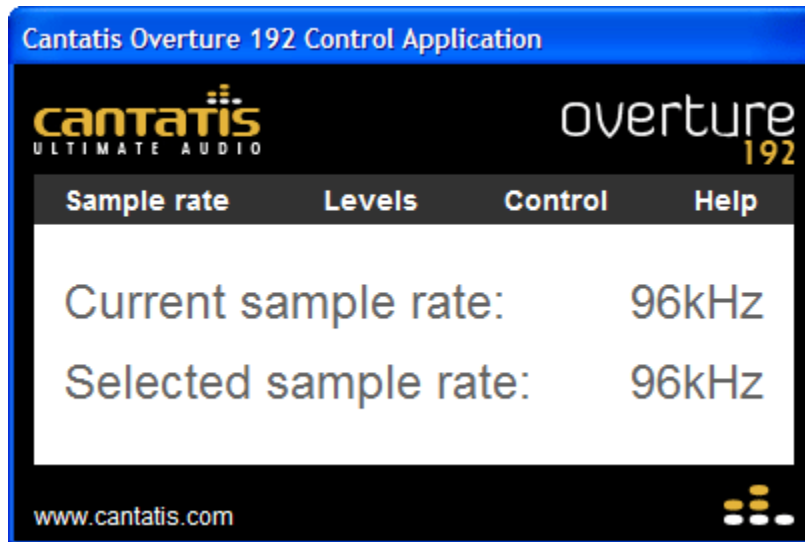 Cantatis Overture 192 Control Application
cantatis overture
ULTIMATE AUDIO 192
Sample rate Levels Control Help
Current sample rate: 96kHz
Selected sample rate: 96kHz
www.cantatis.com